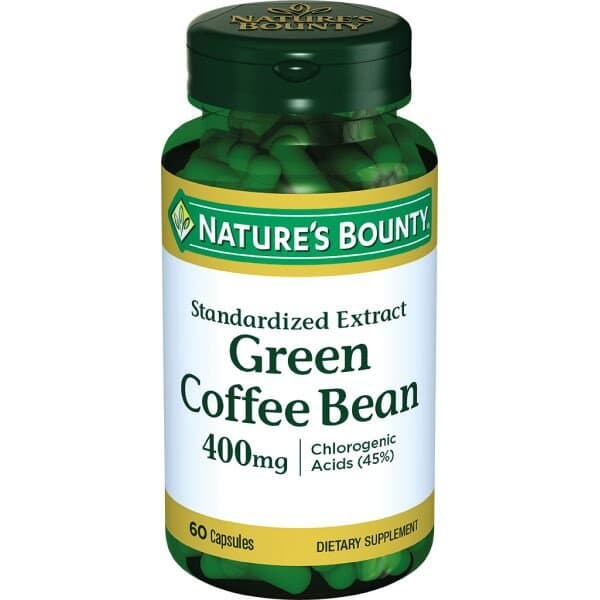 NATURE'S
BOUNTY
NATURE'S BOUNTY®
Standardized Extract
Green
Coffee Bean
400mg
Chlorogenic
Acids (45%)
60 Capsules
DIETARY SUPPLEMENT